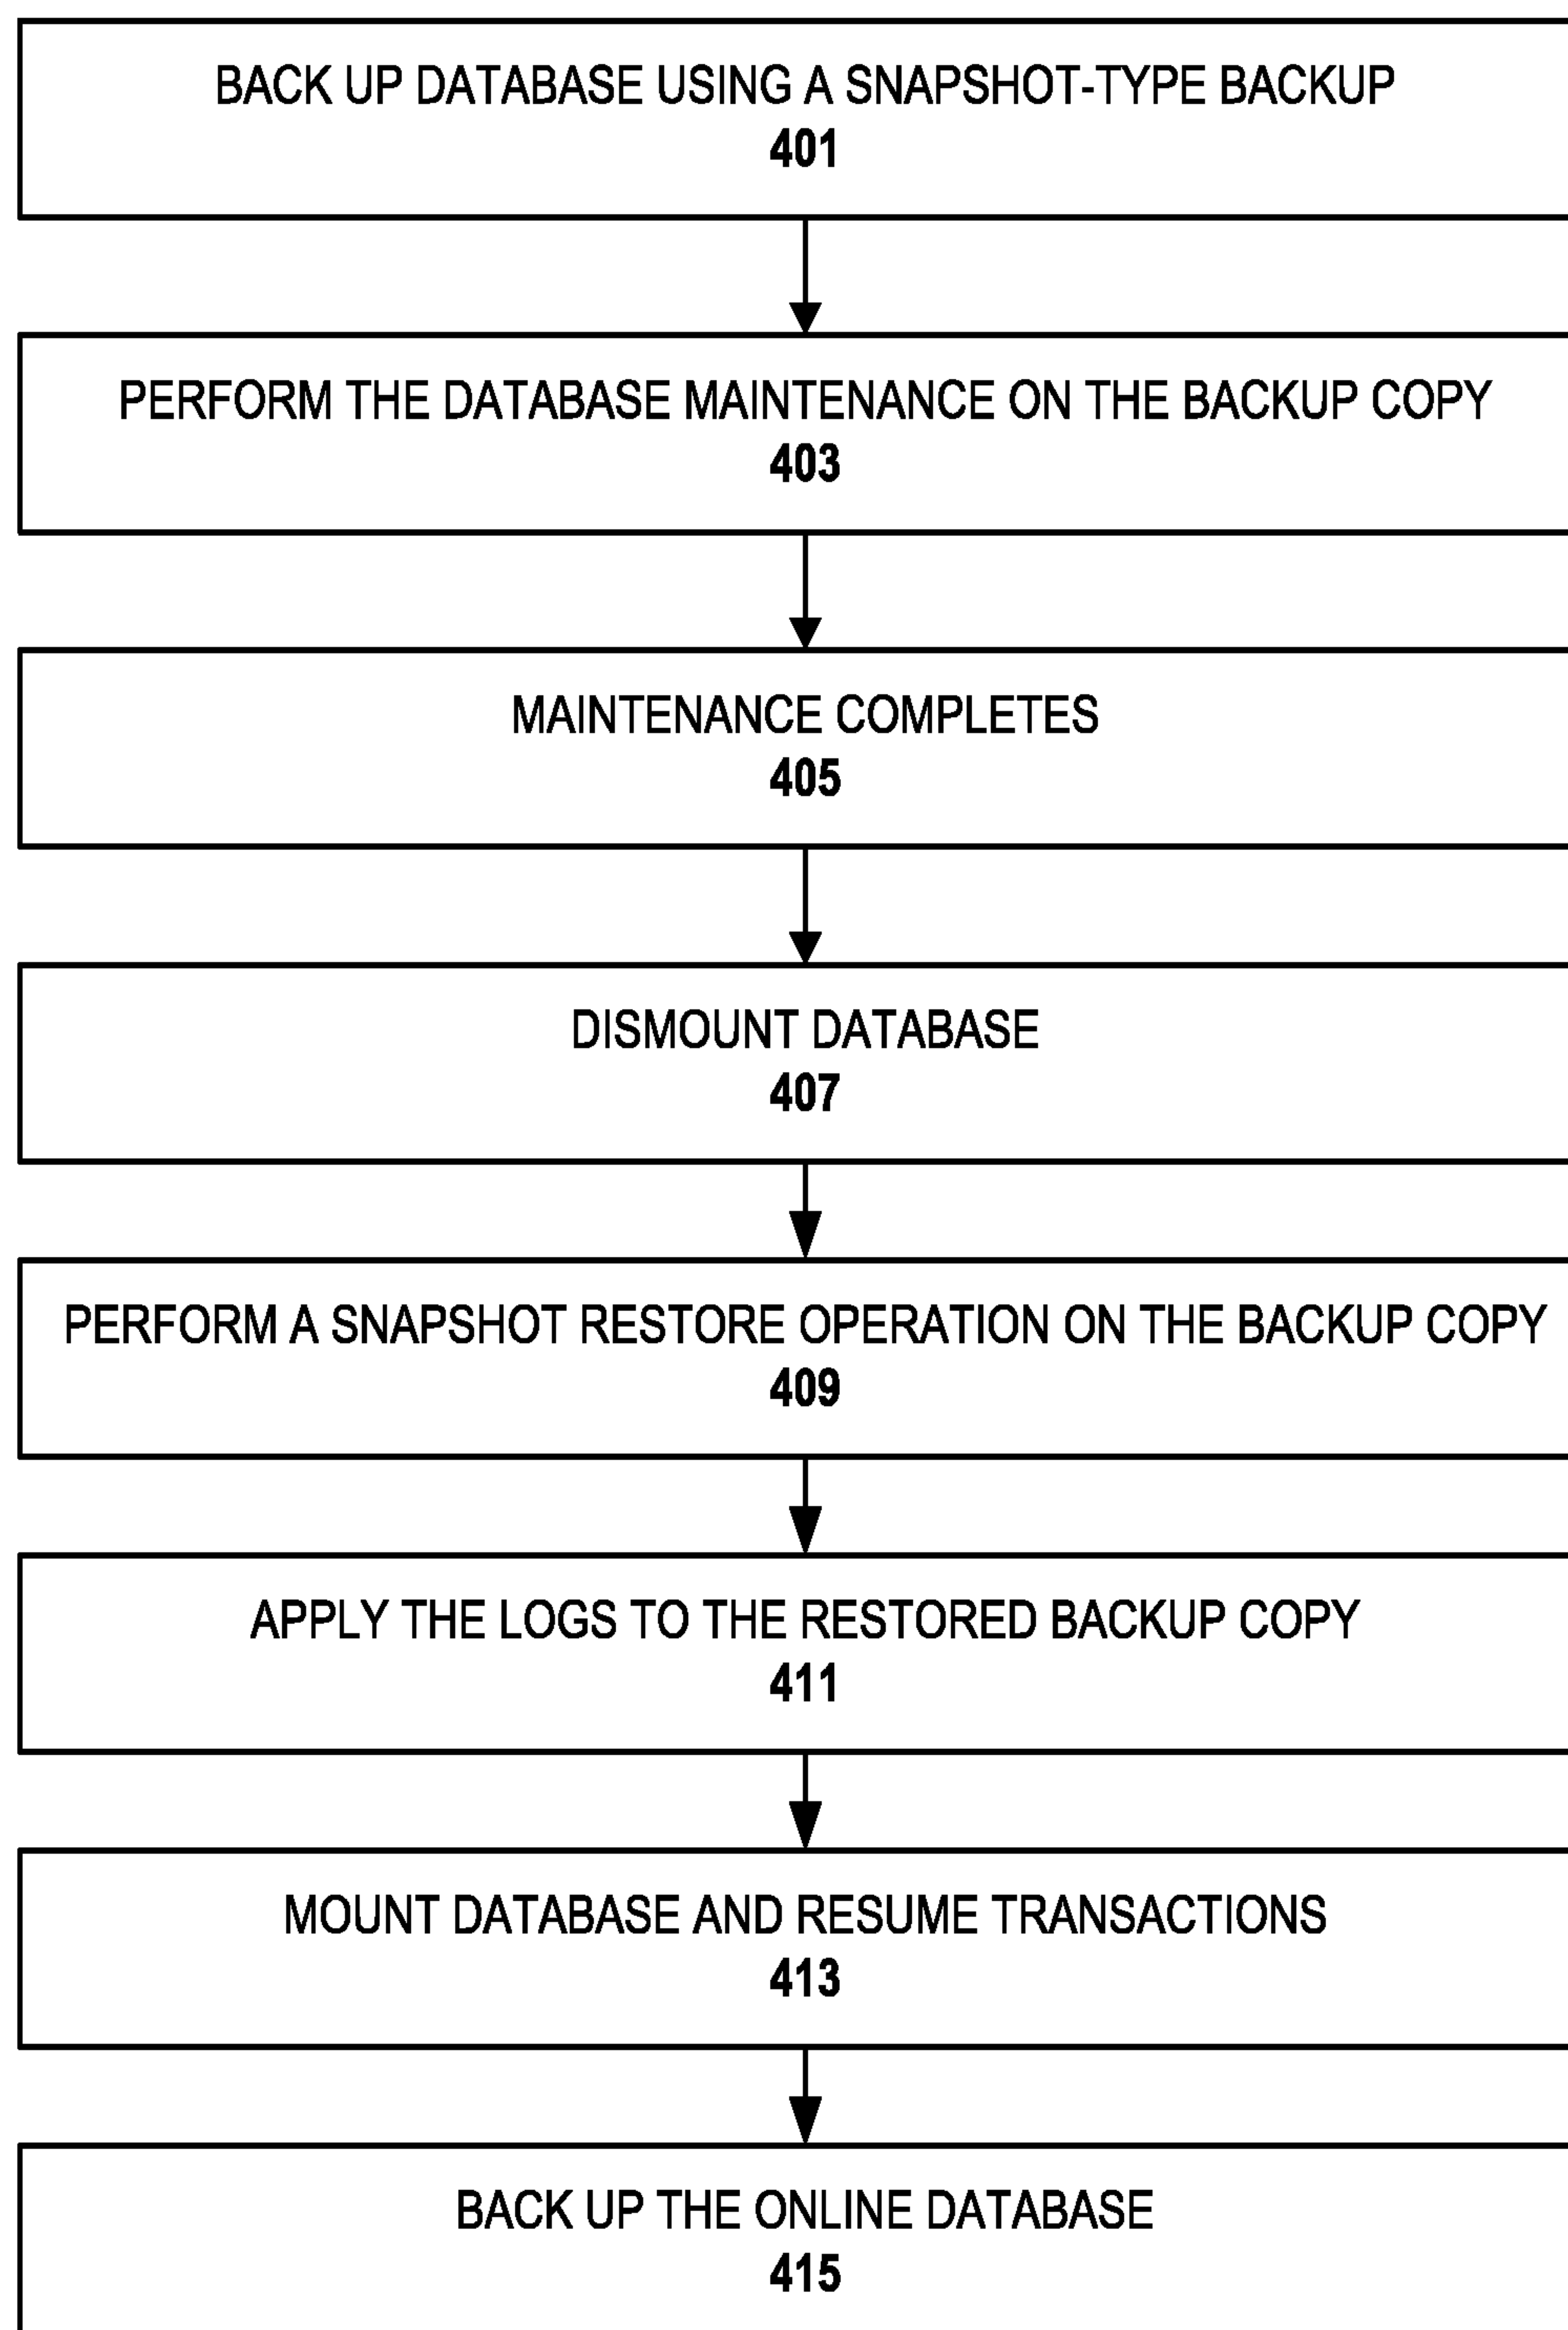 BACK UP DATABASE USING A SNAPSHOT-TYPE BACKUP
401
PERFORM THE DATABASE MAINTENANCE ON THE BACKUP COPY
403
MAINTENANCE COMPLETES
405
DISMOUNT DATABASE
407
PERFORM A SNAPSHOT RESTORE OPERATION ON THE BACKUP COPY
409
APPLY THE LOGS TO THE RESTORED BACKUP COPY
411
MOUNT DATABASE AND RESUME TRANSACTIONS
413
BACK UP THE ONLINE DATABASE
415